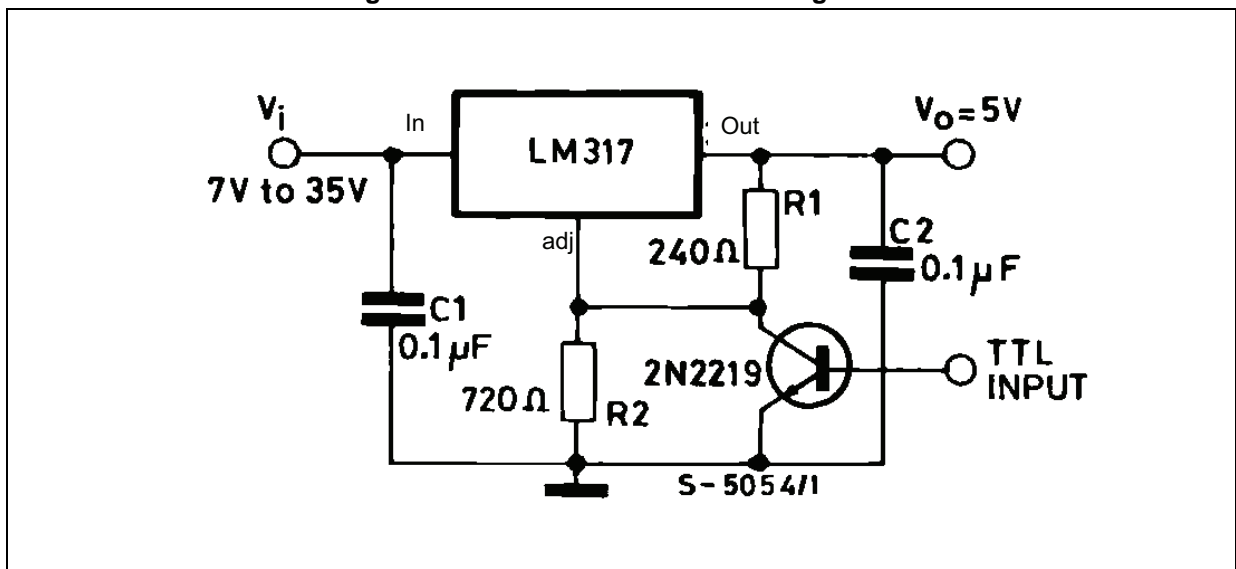 Vi
7V to 35V
In
LM317
Out
Vo=5V
adj
R1
240Ω
C2
0.1µF
C1
0.1µF
720Ω
R2
2N2219
TTL
INPUT
S-5054/1